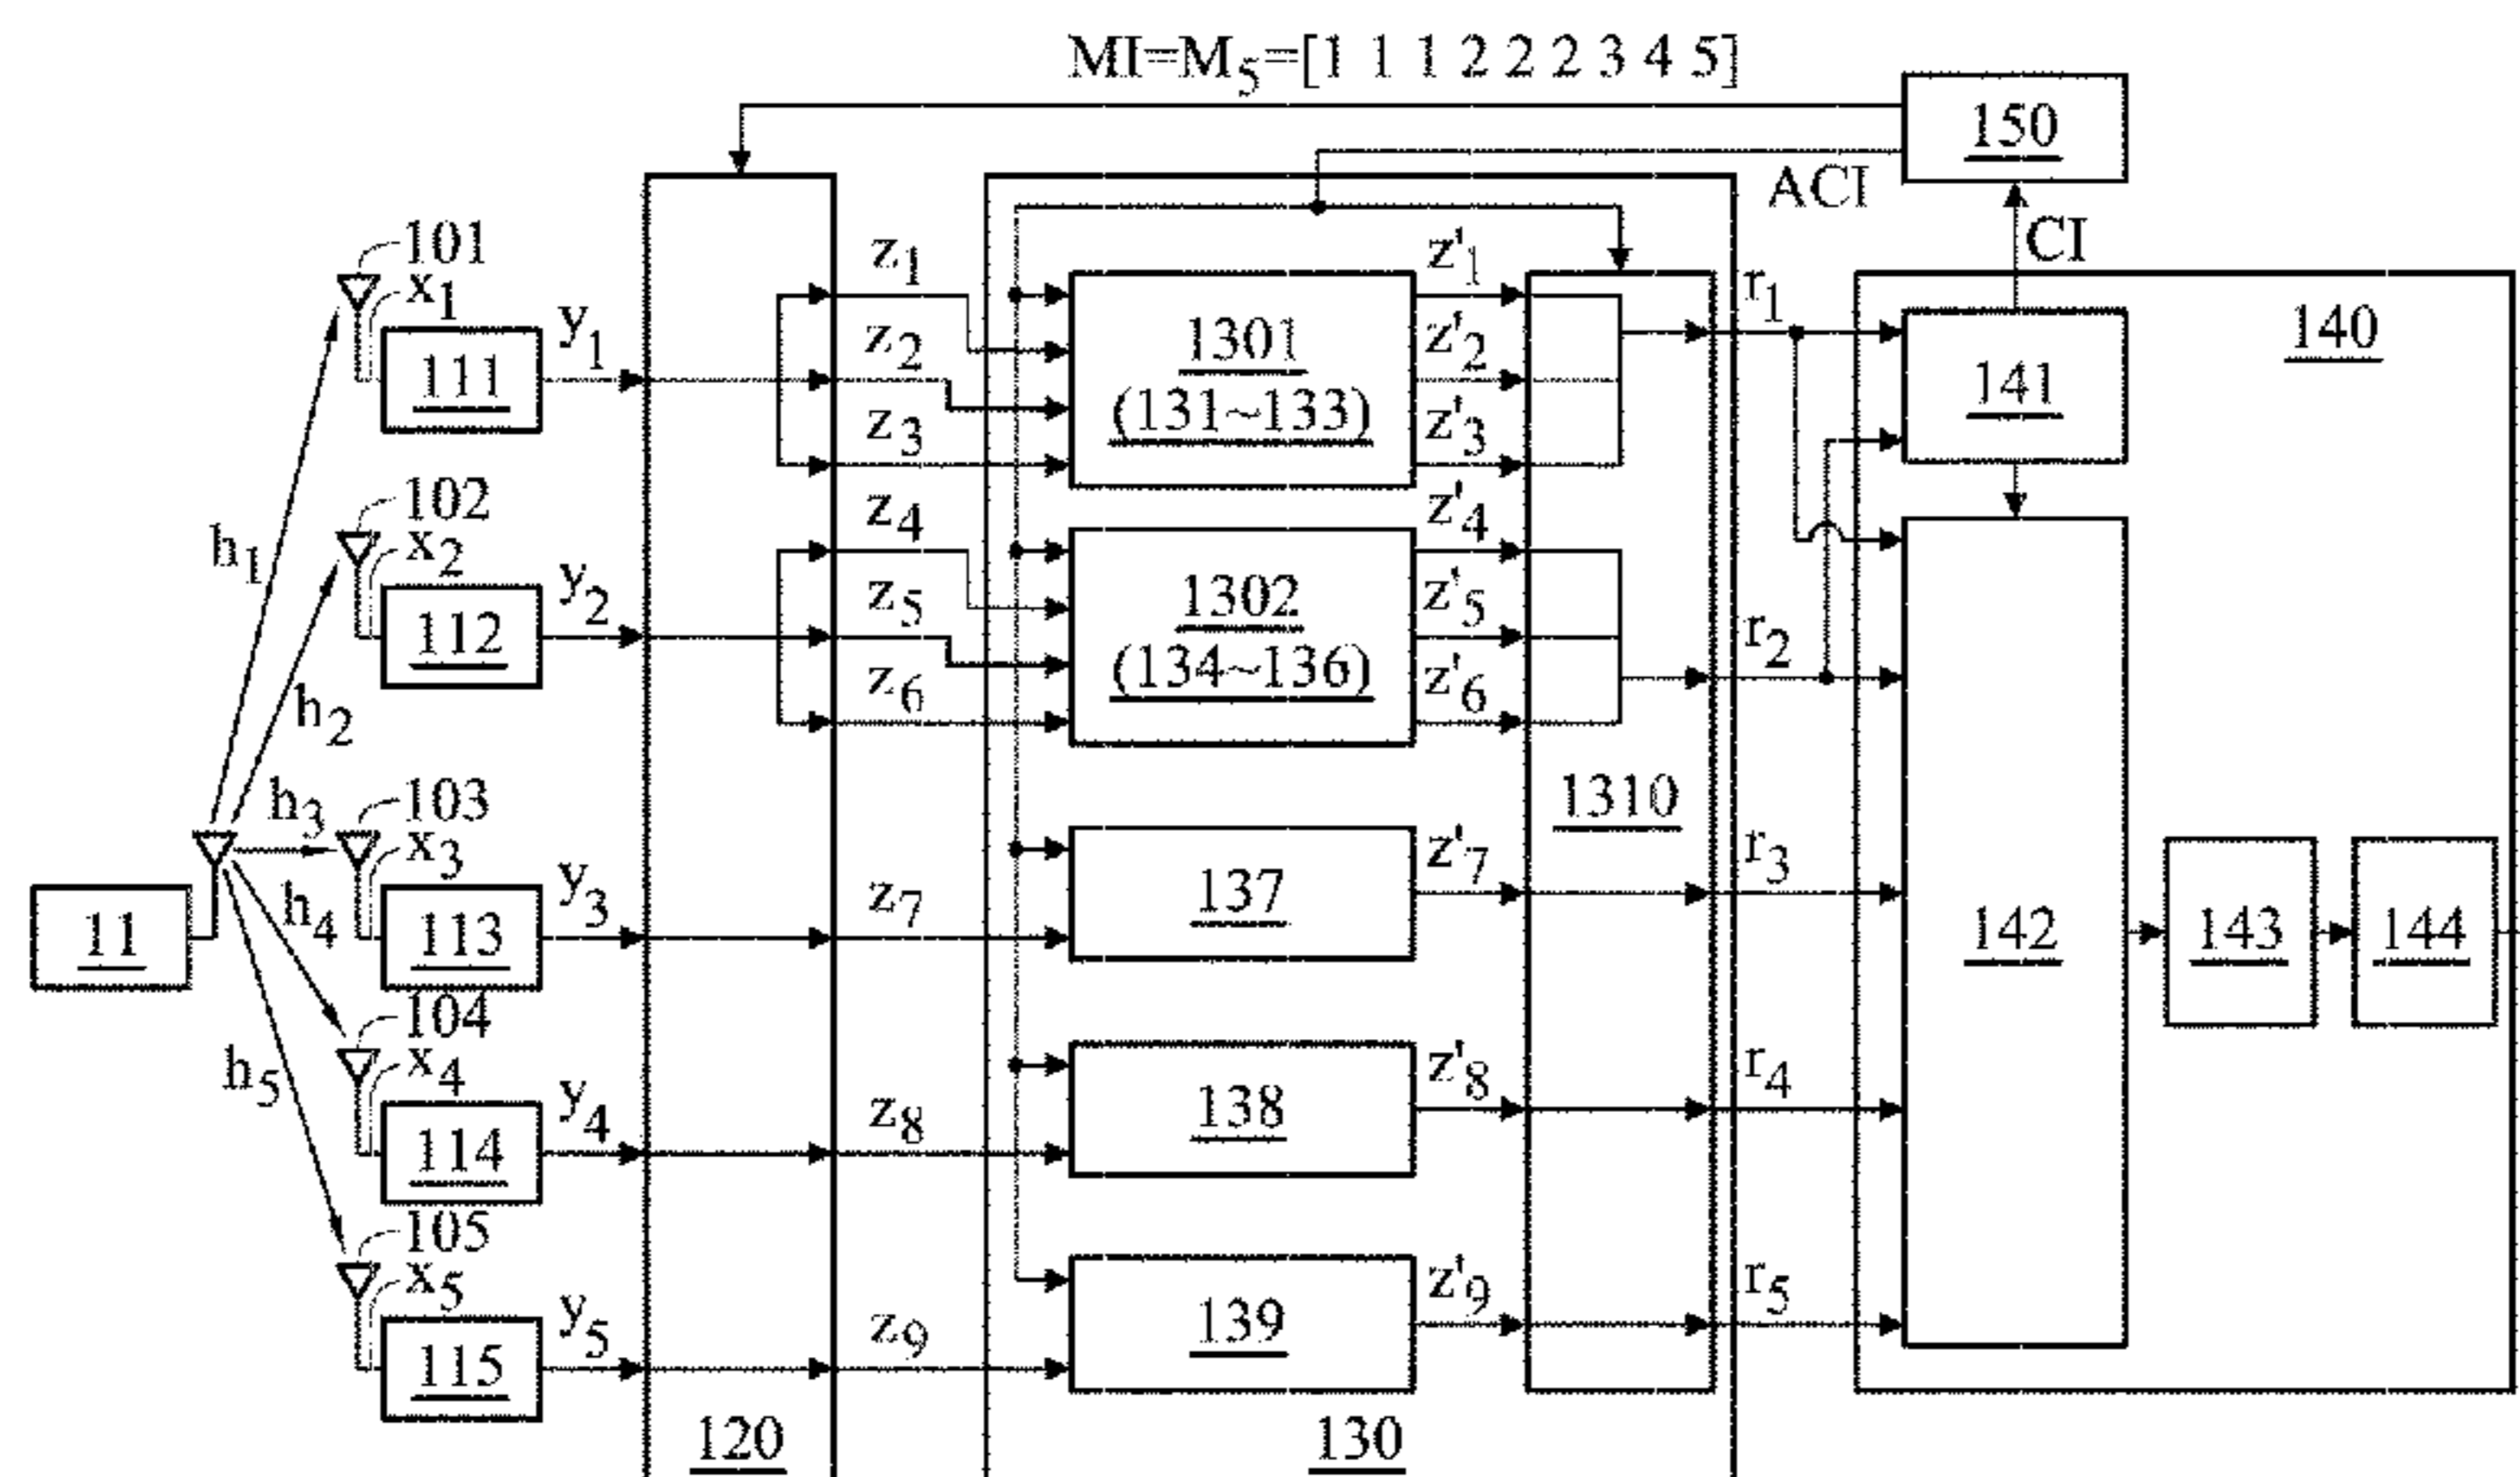 MI=M5=[1 1 1 2 2 2 3 4 5]
150
ACI
CI
101
x1
y1
111
z1
z2
z3
1301
(131~133)
z'1
z'2
z'3
r1
141
140
102
x2
y2
112
h1
h2
z4
z5
z6
1302
(134~136)
z'4
z'5
z'6
r2
1310
103
x3
y3
113
h3
11
h4
z7
137
z'7
r3
142
143
144
104
x4
y4
114
h5
z8
138
z'8
r4
105
x5
y5
115
z9
139
z'9
r5
120
130